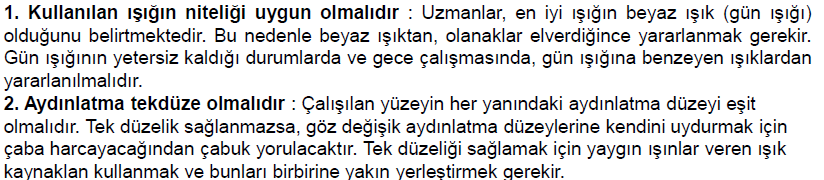 1. Kullanılan ışığın niteliği uygun olmalıdır : Uzmanlar, en iyi ışığın beyaz ışık (gün ışığı)
olduğunu belirtmektedir. Bu nedenle beyaz ışıktan, olanaklar elverdiğince yararlanmak gerekir.
Gün ışığının yetersiz kaldığı durumlarda ve gece çalışmasında, gün ışığına benzeyen ışıklardan
yararlanılmalıdır.
2. Aydınlatma tekdüze olmalıdır : Çalışılan yüzeyin her yanındaki aydınlatma düzeyi eşit
olmalıdır. Tek düzelik sağlanmazsa, göz değişik aydınlatma düzeylerine kendini uydurmak için
çaba harcayacağından çabuk yorulacaktır. Tek düzeliği sağlamak için yaygın ışınlar veren ışık
kaynakları kullanmak ve bunları birbirine yakın yerleştirmek gerekir.